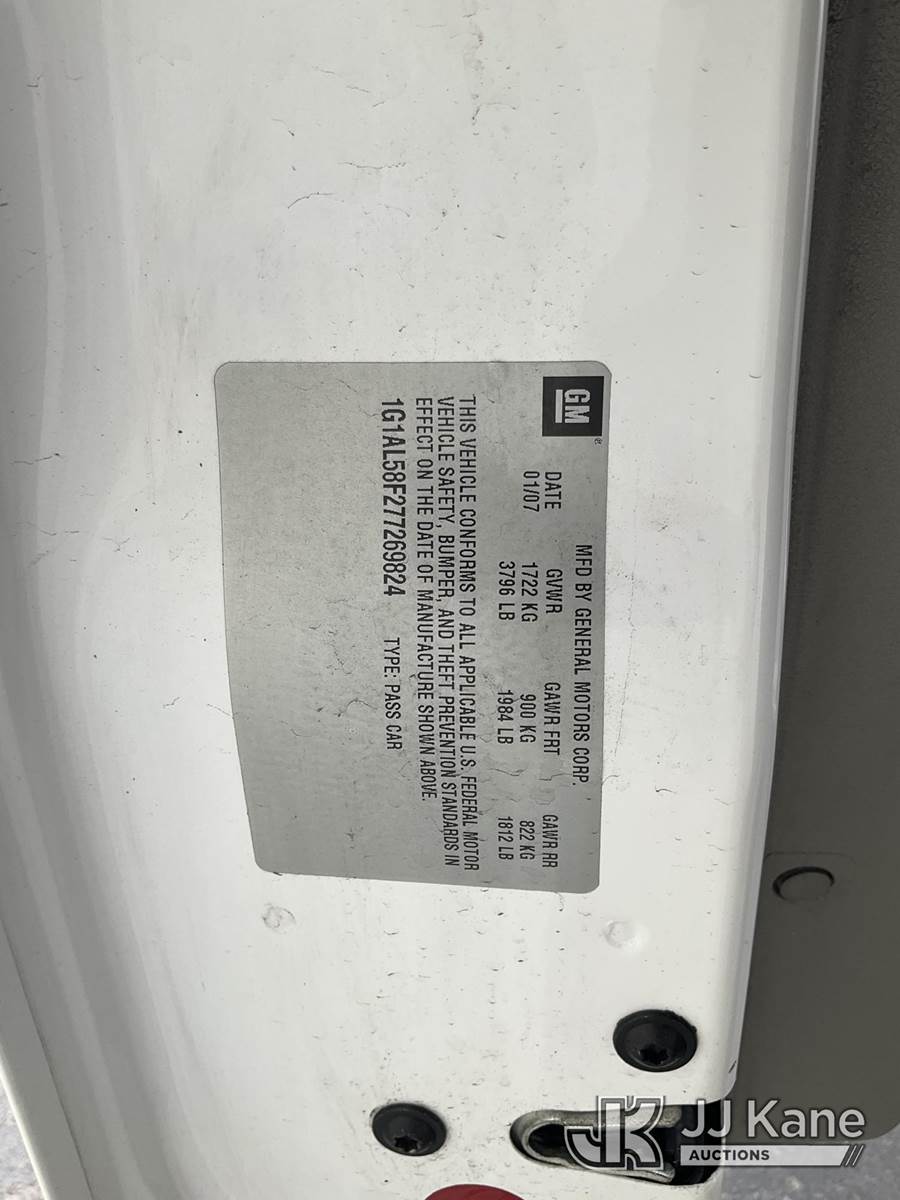 GM
MFD BY GENERAL MOTORS CORP.
DATE GVWR GAWR FRT GAWR RR
01/07 1722 KG 900 KG 822 KG
3796 LB 1984 LB 1812 LB
THIS VEHICLE CONFORMS TO ALL APPLICABLE U.S. FEDERAL MOTOR
VEHICLE SAFETY, BUMPER, AND THEFT PREVENTION STANDARDS IN
EFFECT ON THE DATE OF MANUFACTURE SHOWN ABOVE.
1G1AL58F277269824 TYPE: PASS CAR
JK JJ Kane
AUCTIONS